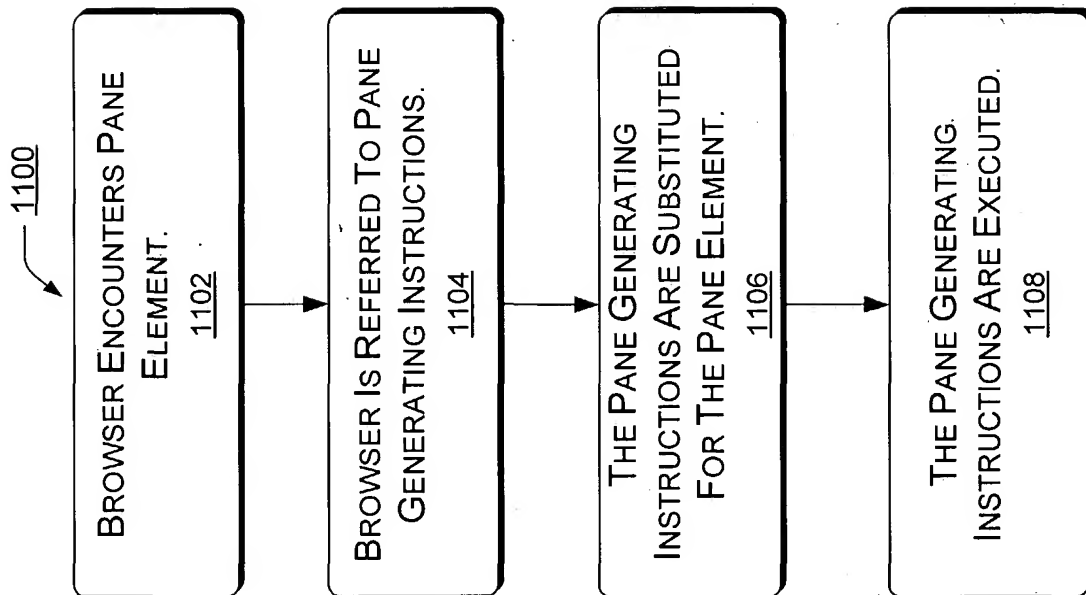 1100
BROWSER ENCOUNTERS PANE
ELEMENT.
1102
BROWSER IS REFERRED TO PANE
GENERATING INSTRUCTIONS.
1104
THE PANE GENERATING
INSTRUCTIONS ARE SUBSTITUTED
FOR THE PANE ELEMENT.
1106
THE PANE GENERATING.
INSTRUCTIONS ARE EXECUTED.
1108